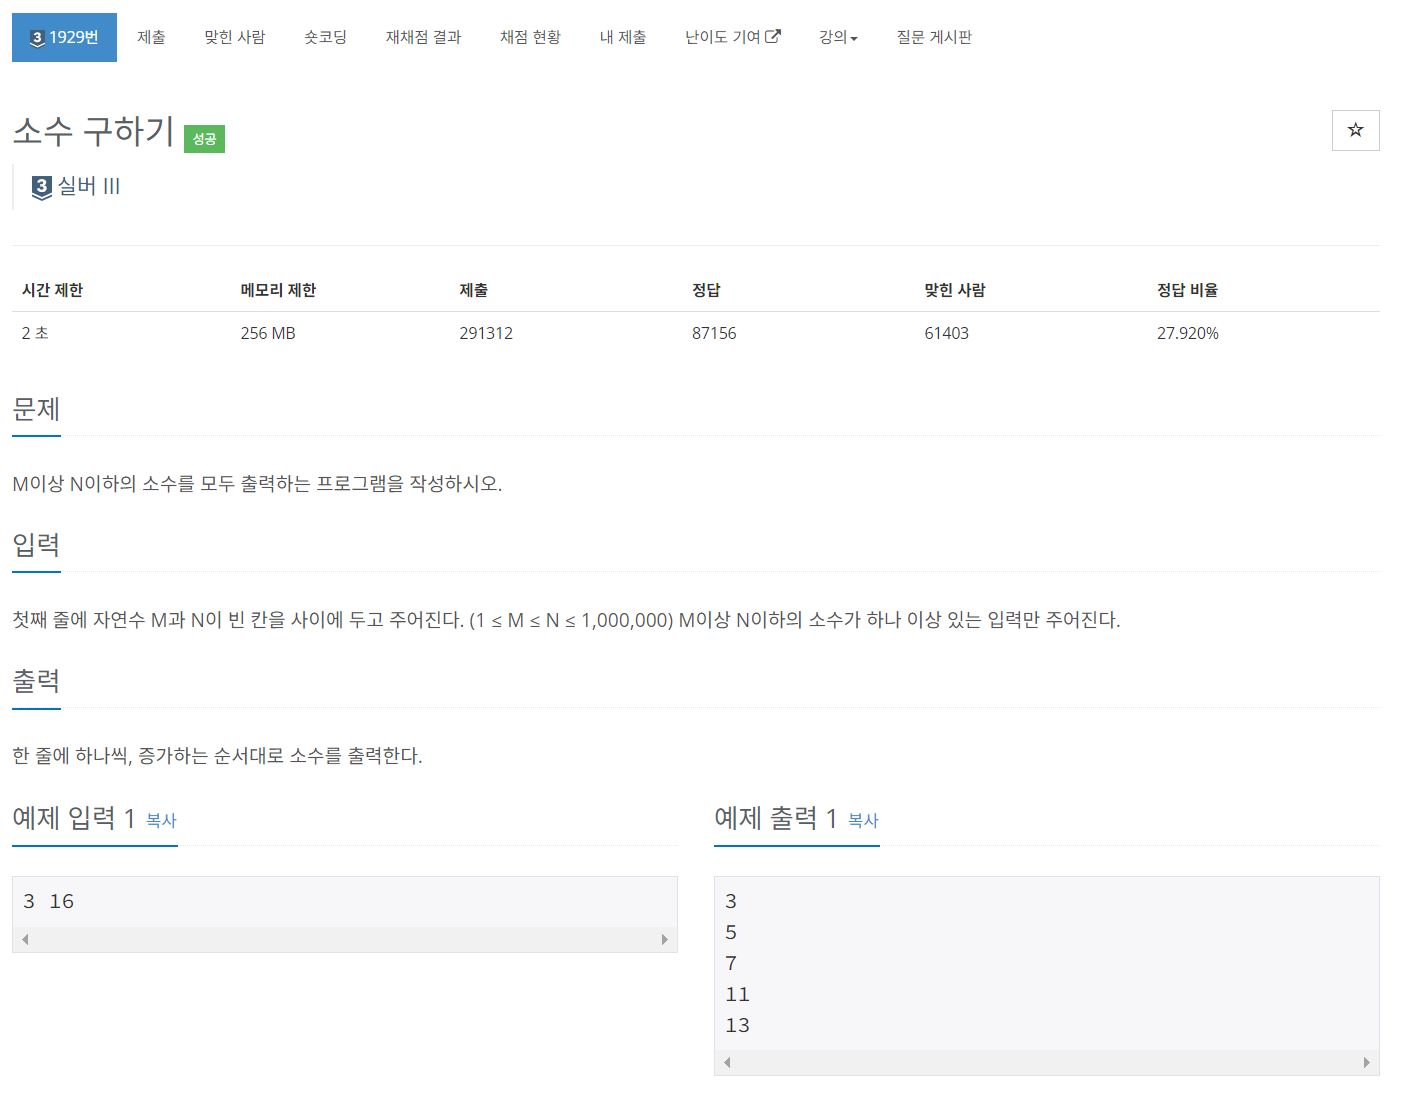 3 1929번 제출 맞힌 사람 숏코딩 재채점 결과 채점 현황 내 제출 난이도 기여 강의 질문 게시판
소수 구하기 성공
3 실버 III
시간 제한 메모리 제한 제출 정답 맞힌 사람 정답 비율
2 초 256 MB 291312 87156 61403 27.920%
문제
M이상 N이하의 소수를 모두 출력하는 프로그램을 작성하시오.
입력
첫째 줄에 자연수 M과 N이 빈 칸을 사이에 두고 주어진다. (1 ≤ M ≤ N ≤ 1,000,000) M이상 N이하의 소수가 하나 이상 있는 입력만 주어진다.
출력
한 줄에 하나씩, 증가하는 순서대로 소수를 출력한다.
예제 입력 1 복사
3 16
예제 출력 1 복사
3
5
7
11
13